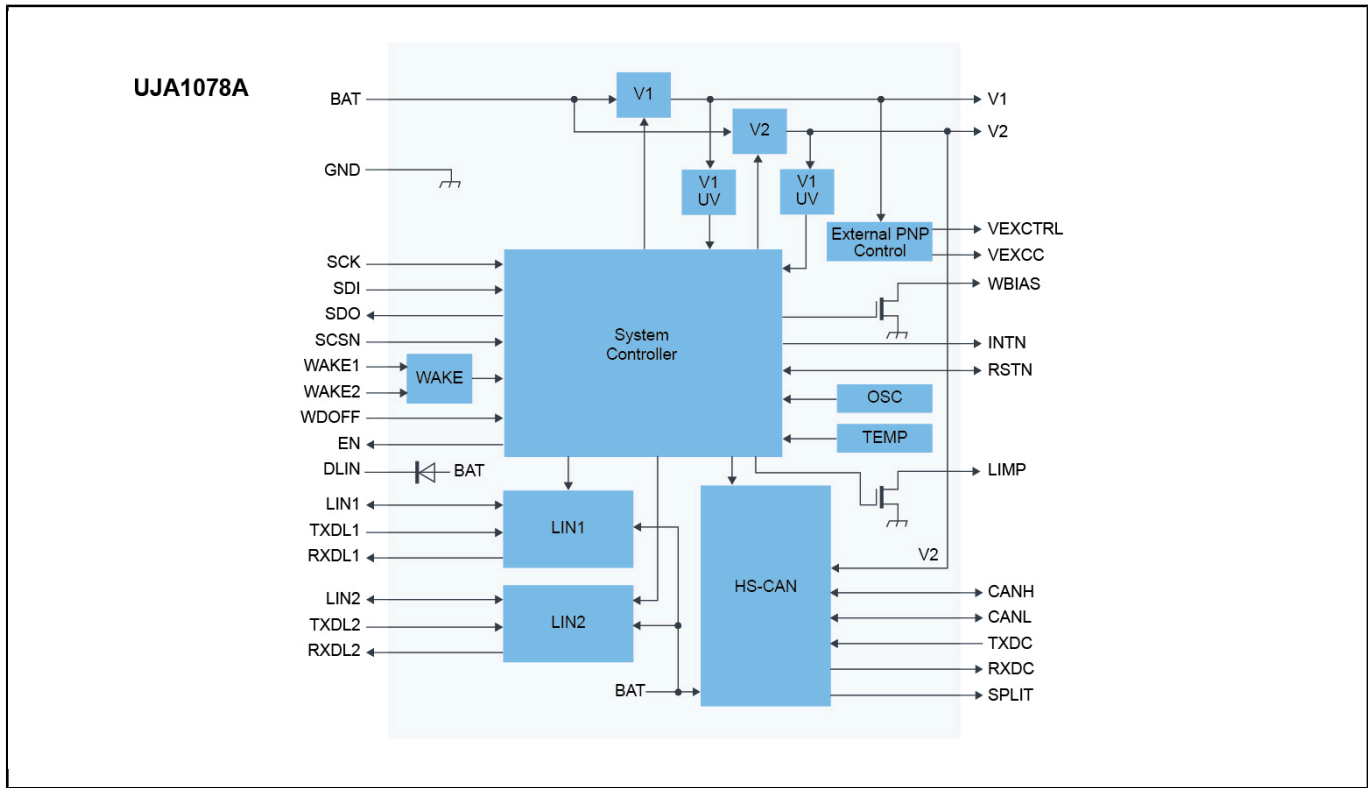 UJA1078A
BAT
V1
V1
V2
V2
GND
V1
UV
V1
UV
External PNP
Control
VEXCTRL
VEXCC
SCK
SDI
SDO
SCSN
WAKE1
WAKE2
WAKE
WDOFF
EN
System
Controller
WBIAS
INTN
RSTN
OSC
TEMP
DLIN
BAT
LIMP
LIN1
TXDL1
RXDL1
LIN1
LIN2
TXDL2
RXDL2
LIN2
BAT
HS-CAN
V2
CANH
CANL
TXDC
RXDC
SPLIT